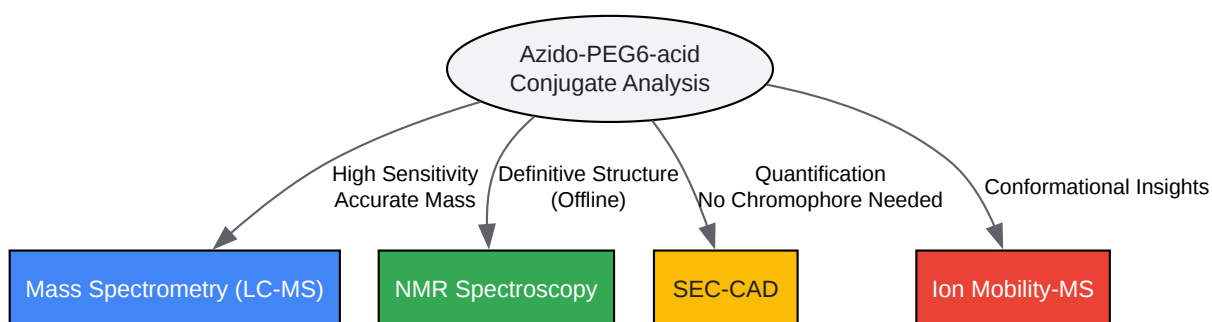 Azido-PEG6-acid
Conjugate Analysis
High Sensitivity
Accurate Mass
Definitive Structure
(Offline)
Quantification
No Chromophore Needed
Conformational Insights
Mass Spectrometry (LC-MS)
NMR Spectroscopy
SEC-CAD
Ion Mobility-MS